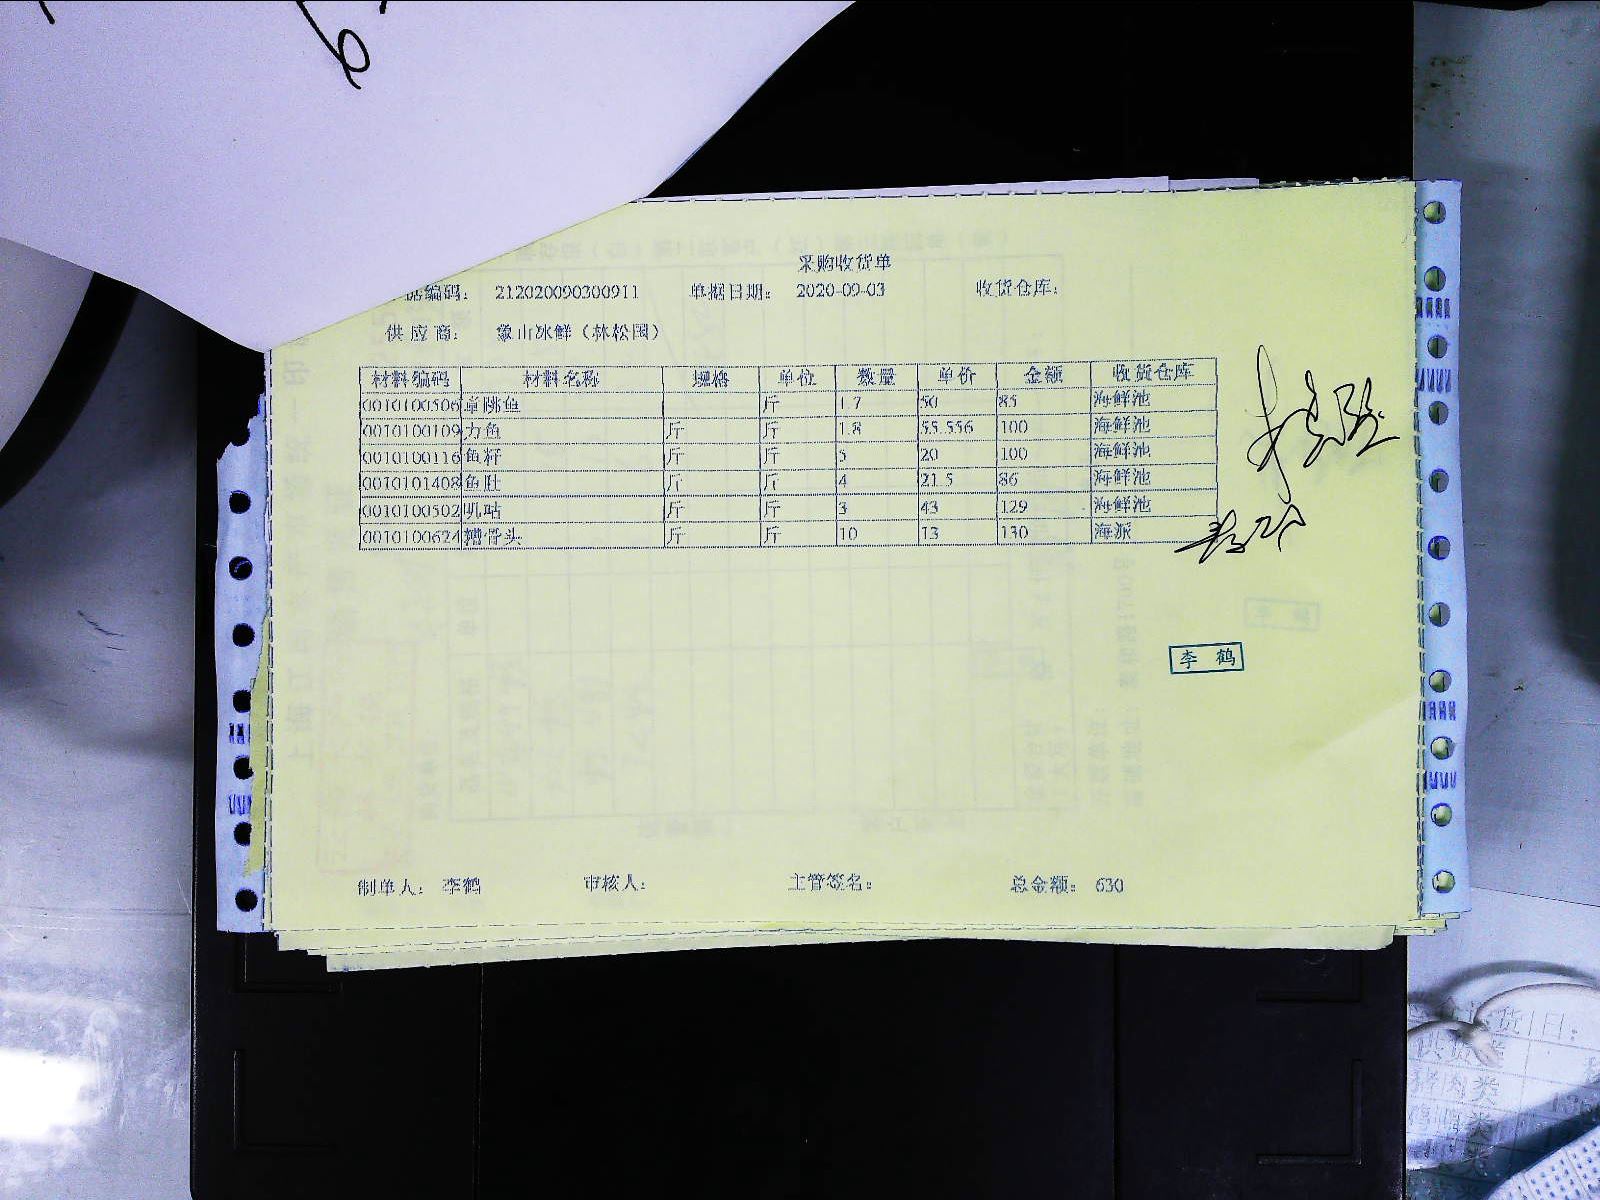 采购收货单
据编码： 212020090300911 单据日期： 2020-09-03 收货仓库：
供应商： 象山冰鲜（林松国）
材料编码 材料名称 规格 单位 数量 单价 金额 收货仓库
0010100506 章跳鱼 斤 1.7 50 85 海鲜池
0010100109 力鱼 斤 斤 1.8 55.556 100 海鲜池
0010100116 鱼籽 斤 斤 5 20 100 海鲜池
0010101408 鱼肚 斤 斤 4 21.5 86 海鲜池
0010100502 叽咕 斤 斤 3 43 129 海鲜池
0010100624 糟骨头 斤 斤 10 13 130 海派
李鹤
制单人： 李鹤 审核人： 主管签名： 总金额： 630